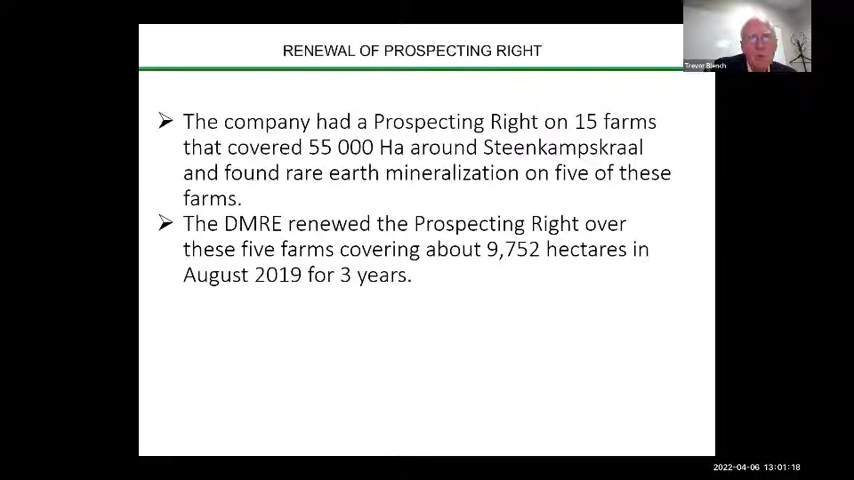 RENEWAL OF PROSPECTING RIGHT
Trevor Blench
➢ The company had a Prospecting Right on 15 farms
that covered 55 000 Ha around Steenkampskraal
and found rare earth mineralization on five of these
farms.
➢ The DMRE renewed the Prospecting Right over
these five farms covering about 9,752 hectares in
August 2019 for 3 years.
2022-04-06 13:01:18